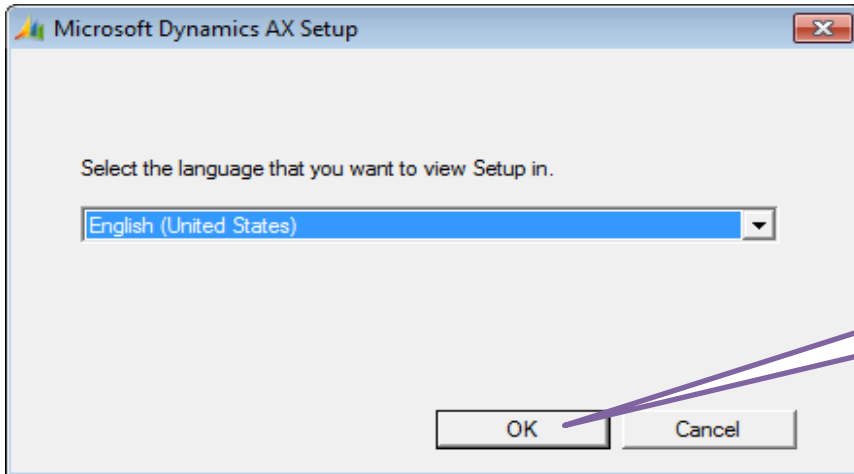 Microsoft Dynamics AX Setup
Select the language that you want to view Setup in.
English (United States)
OK
Cancel